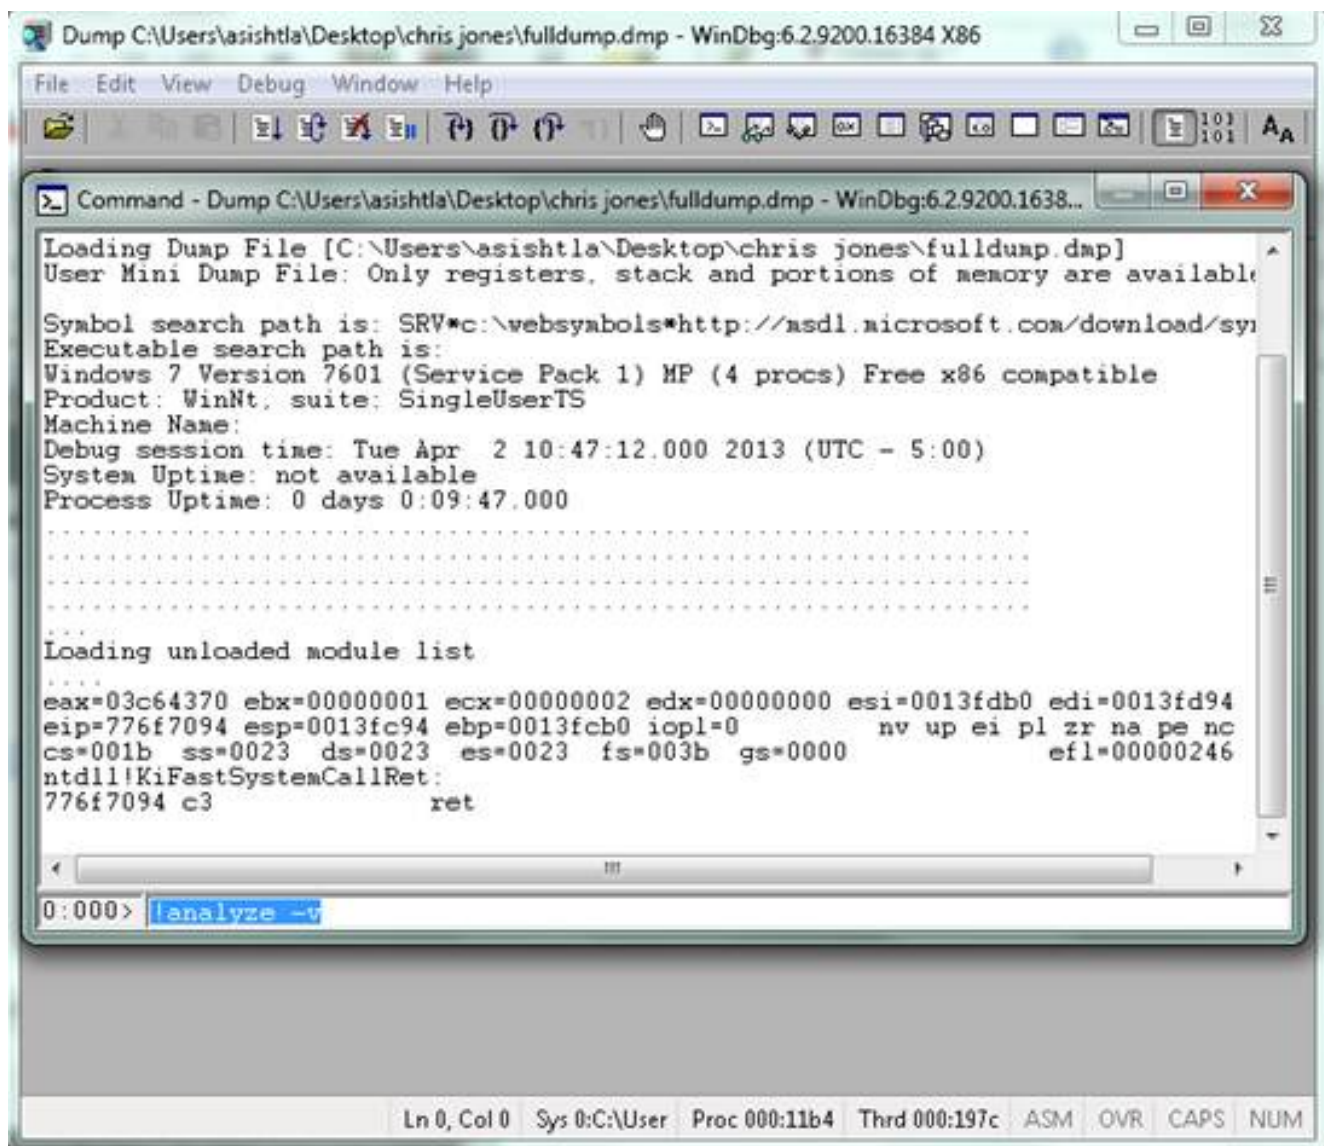 Dump C:\Users\asishtla\Desktop\chris jones\fulldump.dmp - WinDbg:6.2.9200.16384 X86
File Edit View Debug Window Help
Command - Dump C:\Users\asishtla\Desktop\chris jones\fulldump.dmp - WinDbg:6.2.9200.1638...
Loading Dump File [C:\Users\asishtla\Desktop\chris jones\fulldump.dmp]
User Mini Dump File: Only registers, stack and portions of memory are available
Symbol search path is: SRV*c:\websymbols*http://msdl.microsoft.com/download/sy
Executable search path is:
Windows 7 Version 7601 (Service Pack 1) MP (4 procs) Free x86 compatible
Product: WinNt, suite: SingleUserTS
Machine Name:
Debug session time: Tue Apr  2 10:47:12.000 2013 (UTC - 5:00)
System Uptime: not available
Process Uptime: 0 days 0:09:47.000
................................................................
................................................................
................................................................
................................................................
...
Loading unloaded module list
....
eax=03c64370 ebx=00000001 ecx=00000002 edx=00000000 esi=0013fdb0 edi=0013fd94
eip=776f7094 esp=0013fc94 ebp=0013fcb0 iopl=0         nv up ei pl zr na pe nc
cs=001b  ss=0023  ds=0023  es=0023  fs=003b  gs=0000             efl=00000246
ntdll!KiFastSystemCallRet:
776f7094 c3              ret
0:000> !analyze -v
Ln 0, Col 0 Sys 0:C:\User Proc 000:11b4 Thrd 000:197c ASM OVR CAPS NUM